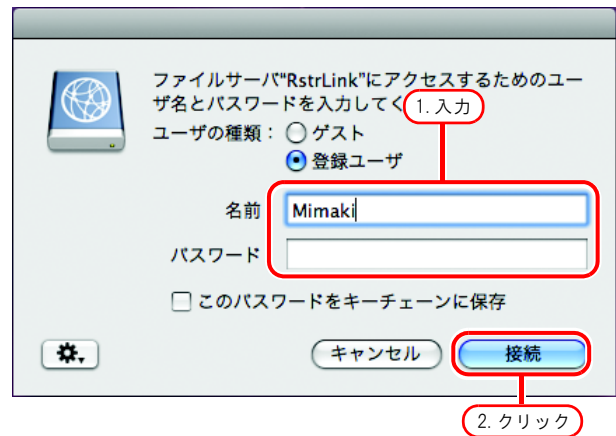 ファイルサーバ"RstrLink"にアクセスするためのユー
ザ名とパスワードを入力してく
1. 入力
ユーザの種類：
ゲスト
登録ユーザ
名前
Mimaki
パスワード
このパスワードをキーチェーンに保存
キャンセル
接続
2. クリック